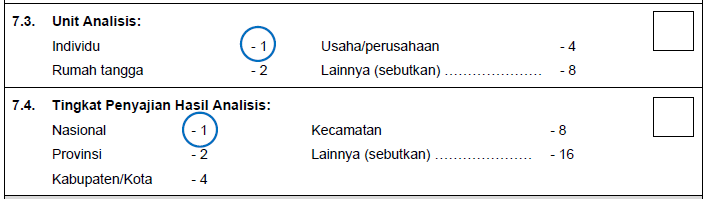 7.3. Unit Analisis:
Individu - 1 Usaha/perusahaan - 4
Rumah tangga - 2 Lainnya (sebutkan) ..................... - 8
7.4. Tingkat Penyajian Hasil Analisis:
Nasional - 1 Kecamatan - 8
Provinsi - 2 Lainnya (sebutkan) ..................... - 16
Kabupaten/Kota - 4